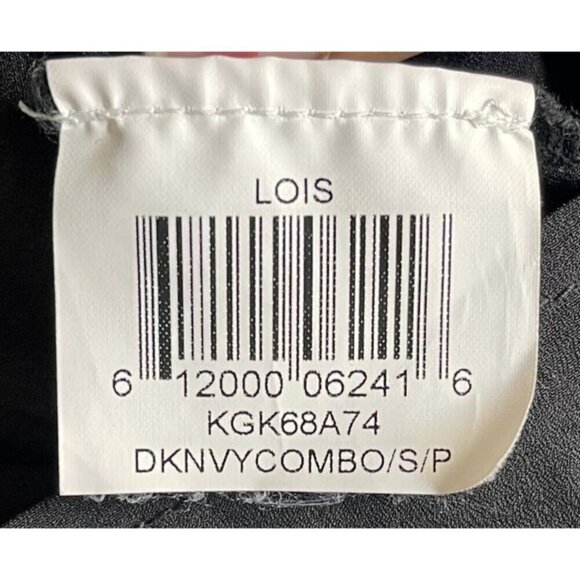 LOIS
6 12000 06241 6
KGK68A74
DKNVYCOMBO/S/P